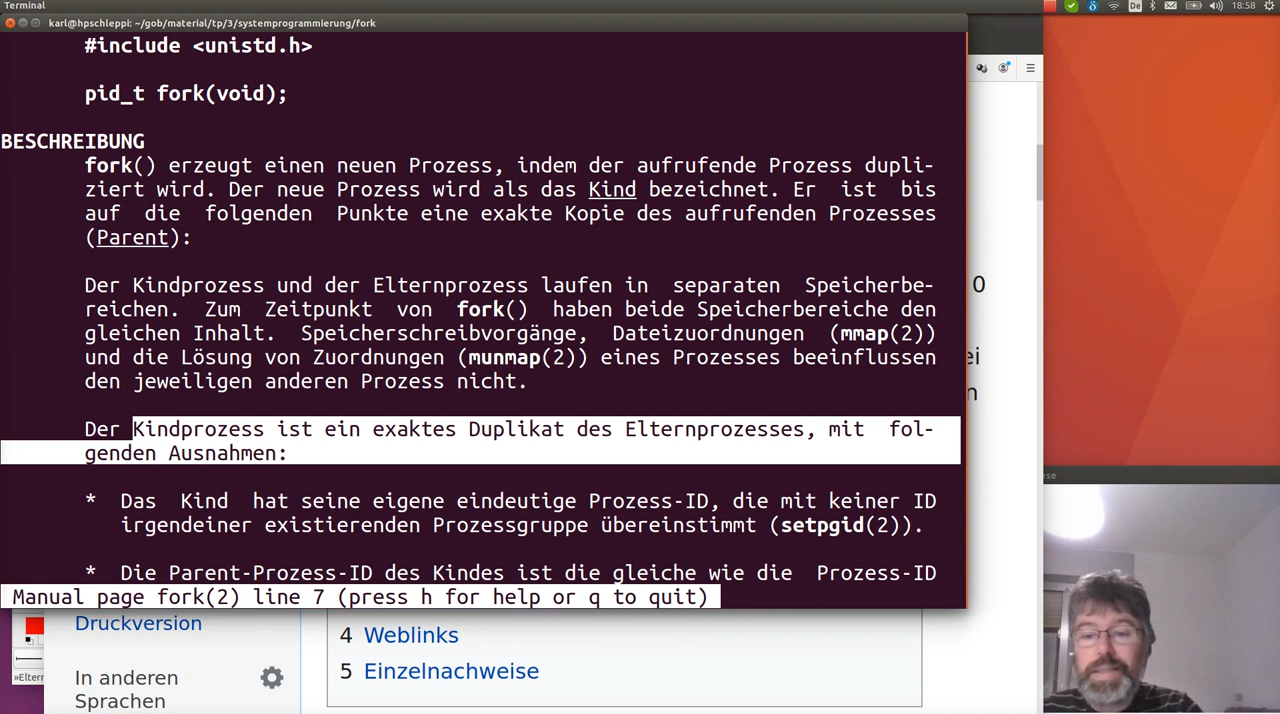 Terminal
De
18:58
karl@hpschleppi: ~/gob/material/tp/3/systemprogrammierung/fork
#include <unistd.h>
pid_t fork(void);
BESCHREIBUNG
fork() erzeugt einen neuen Prozess, indem der aufrufende Prozess dupli-
ziert wird. Der neue Prozess wird als das Kind bezeichnet. Er ist bis
auf die folgenden Punkte eine exakte Kopie des aufrufenden Prozesses
(Parent):
Der Kindprozess und der Elternprozess laufen in separaten Speicherbe-
reichen. Zum Zeitpunkt von fork() haben beide Speicherbereiche den
gleichen Inhalt. Speicherschreibvorgänge, Dateizuordnungen (mmap(2))
und die Lösung von Zuordnungen (munmap(2)) eines Prozesses beeinflussen
den jeweiligen anderen Prozess nicht.
Der Kindprozess ist ein exaktes Duplikat des Elternprozesses, mit fol-
genden Ausnahmen:
* Das Kind hat seine eigene eindeutige Prozess-ID, die mit keiner ID
irgendeiner existierenden Prozessgruppe übereinstimmt (setpgid(2)).
* Die Parent-Prozess-ID des Kindes ist die gleiche wie die Prozess-ID
Manual page fork(2) line 7 (press h for help or q to quit)
0
ei
n
ese
Druckversion
In anderen
Sprachen
4 Weblinks
5 Einzelnachweise
»Eltern